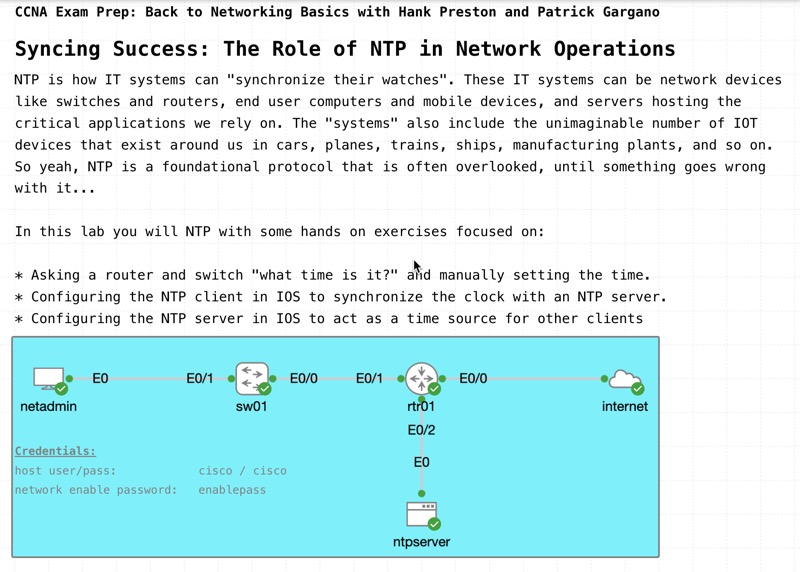 CCNA Exam Prep: Back to Networking Basics with Hank Preston and Patrick Gargano
Syncing Success: The Role of NTP in Network Operations
NTP is how IT systems can "synchronize their watches". These IT systems can be network devices
like switches and routers, end user computers and mobile devices, and servers hosting the
critical applications we rely on. The "systems" also include the unimaginable number of IOT
devices that exist around us in cars, planes, trains, ships, manufacturing plants, and so on.
So yeah, NTP is a foundational protocol that is often overlooked, until something goes wrong
with it...
In this lab you will NTP with some hands on exercises focused on:
* Asking a router and switch "what time is it?" and manually setting the time.
* Configuring the NTP client in IOS to synchronize the clock with an NTP server.
* Configuring the NTP server in IOS to act as a time source for other clients
E0 E0/1 E0/0 E0/1 E0/0
netadmin sw01 rtr01 internet
E0/2
E0
ntpserver
Credentials:
host user/pass: cisco / cisco
network enable password: enablepass